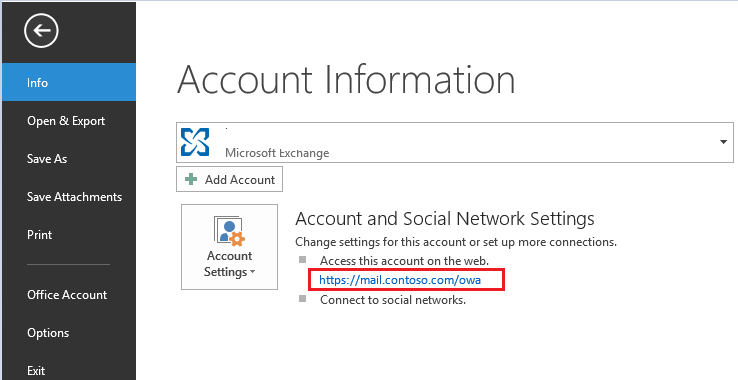 Info
Open & Export
Save As
Save Attachments
Print
Office Account
Options
Exit
Account Information
Microsoft Exchange
Add Account
Account
Settings
Account and Social Network Settings
Change settings for this account or set up more connections.
Access this account on the web.
https://mail.contoso.com/owa
Connect to social networks.